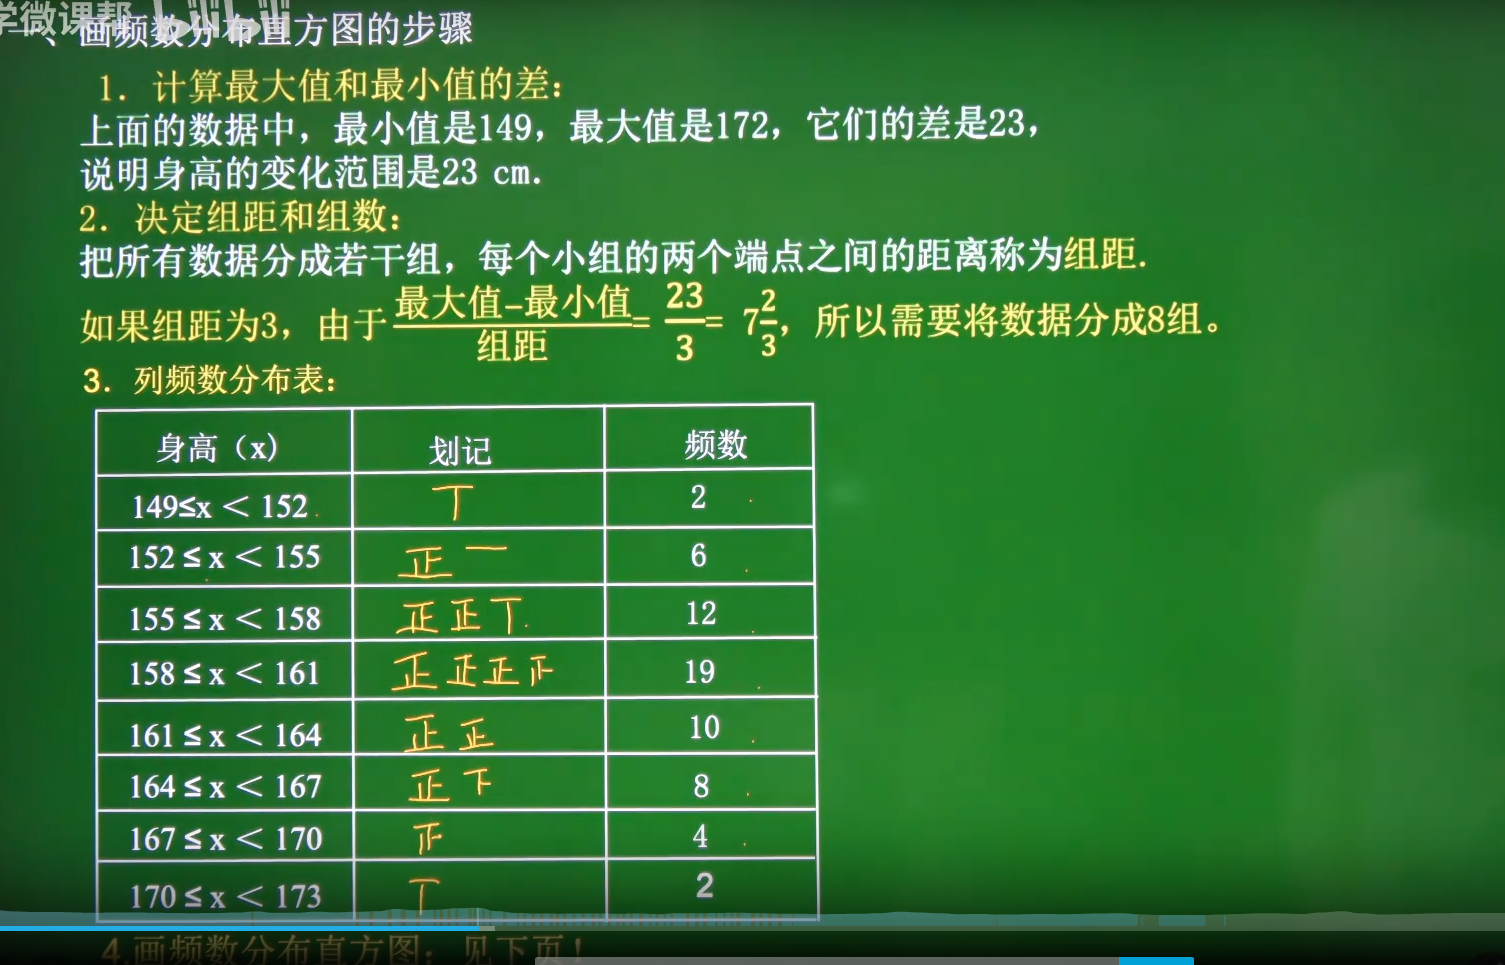 学微课帮
一、画频数分布直方图的步骤
1. 计算最大值和最小值的差：
上面的数据中，最小值是149，最大值是172，它们的差是23，
说明身高的变化范围是23 cm．
2. 决定组距和组数：
把所有数据分成若干组，每个小组的两个端点之间的距离称为组距．
如果组距为3，由于 最大值-最小值/组距 = 23/3 = 7 2/3，所以需要将数据分成8组。
3. 列频数分布表：
身高（x） 划记 频数
149≤x＜152 丅 2
152≤x＜155 正一 6
155≤x＜158 正正丅 12
158≤x＜161 正正正𤴓 19
161≤x＜164 正正 10
164≤x＜167 正下 8
167≤x＜170 𤴓 4
170≤x＜173 丅 2
4.画频数分布直方图：见下页！